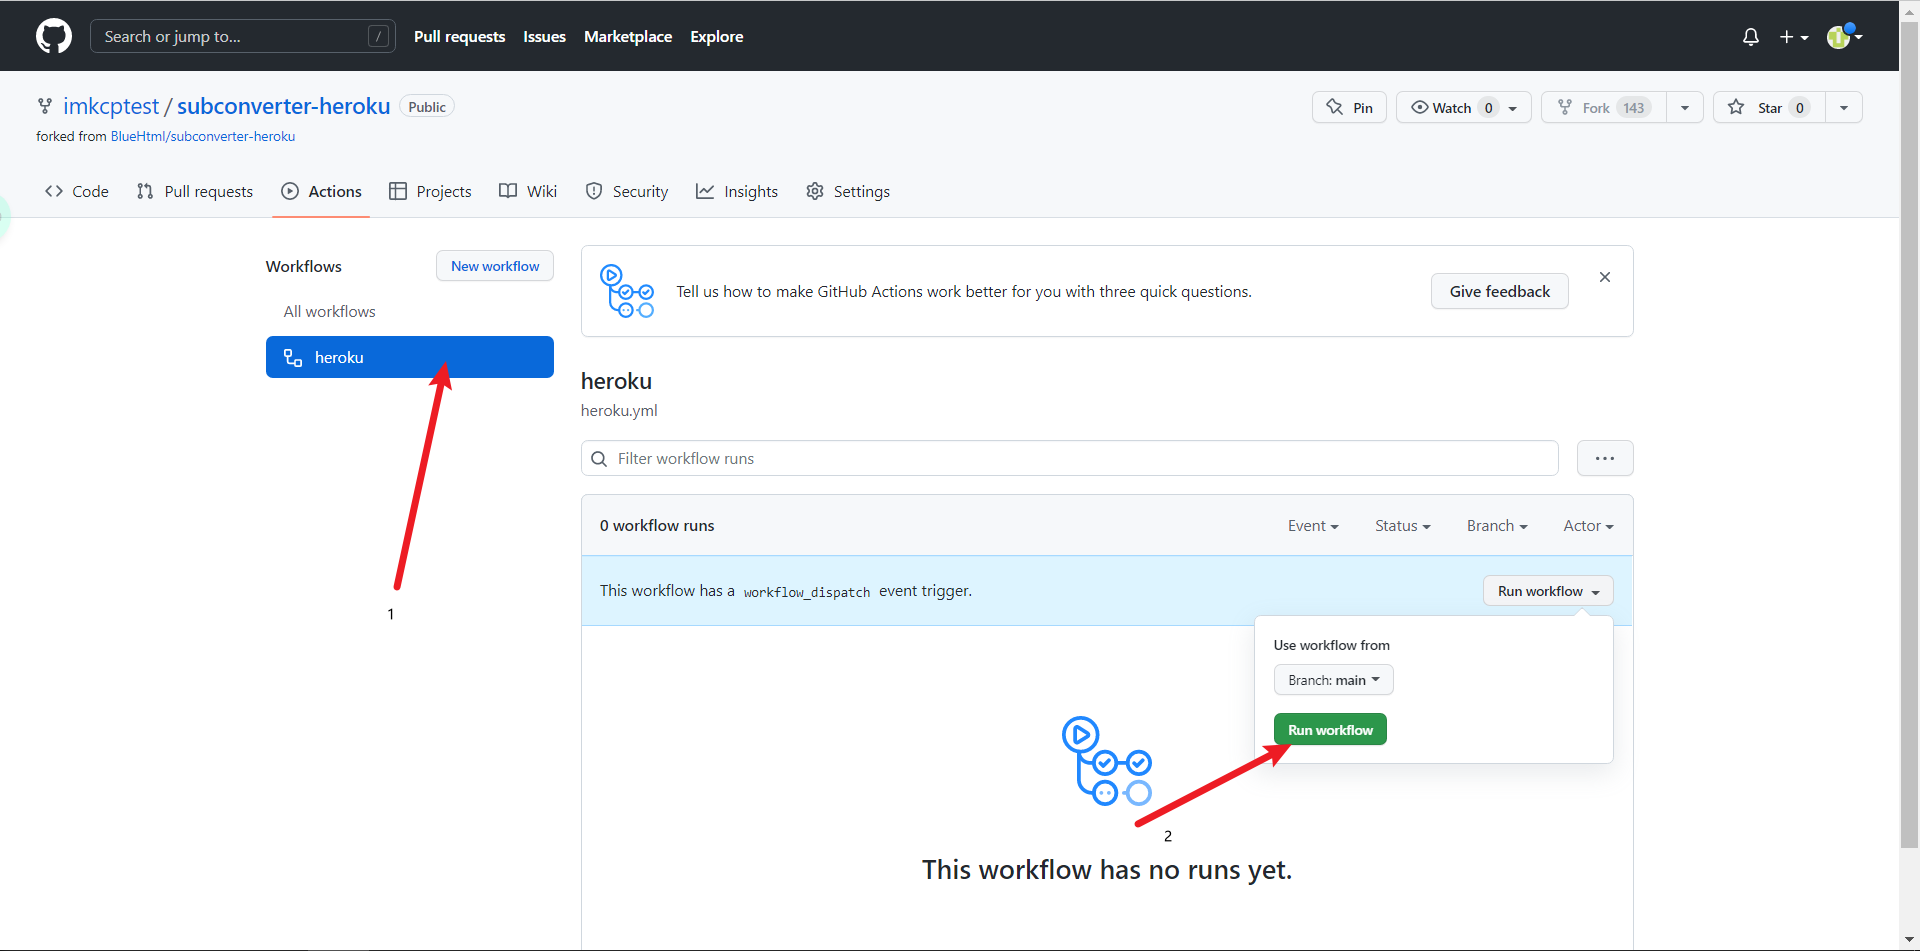 Search or jump to... /
Pull requests Issues Marketplace Explore
imkcptest / subconverter-heroku Public
forked from BlueHtml/subconverter-heroku
Pin Watch 0 Fork 143 Star 0
Code Pull requests Actions Projects Wiki Security Insights Settings
Workflows New workflow
All workflows
heroku
1
Tell us how to make GitHub Actions work better for you with three quick questions. Give feedback
heroku
heroku.yml
Filter workflow runs
0 workflow runs Event Status Branch Actor
This workflow has a workflow_dispatch event trigger. Run workflow
Use workflow from
Branch: main
Run workflow
2
This workflow has no runs yet.